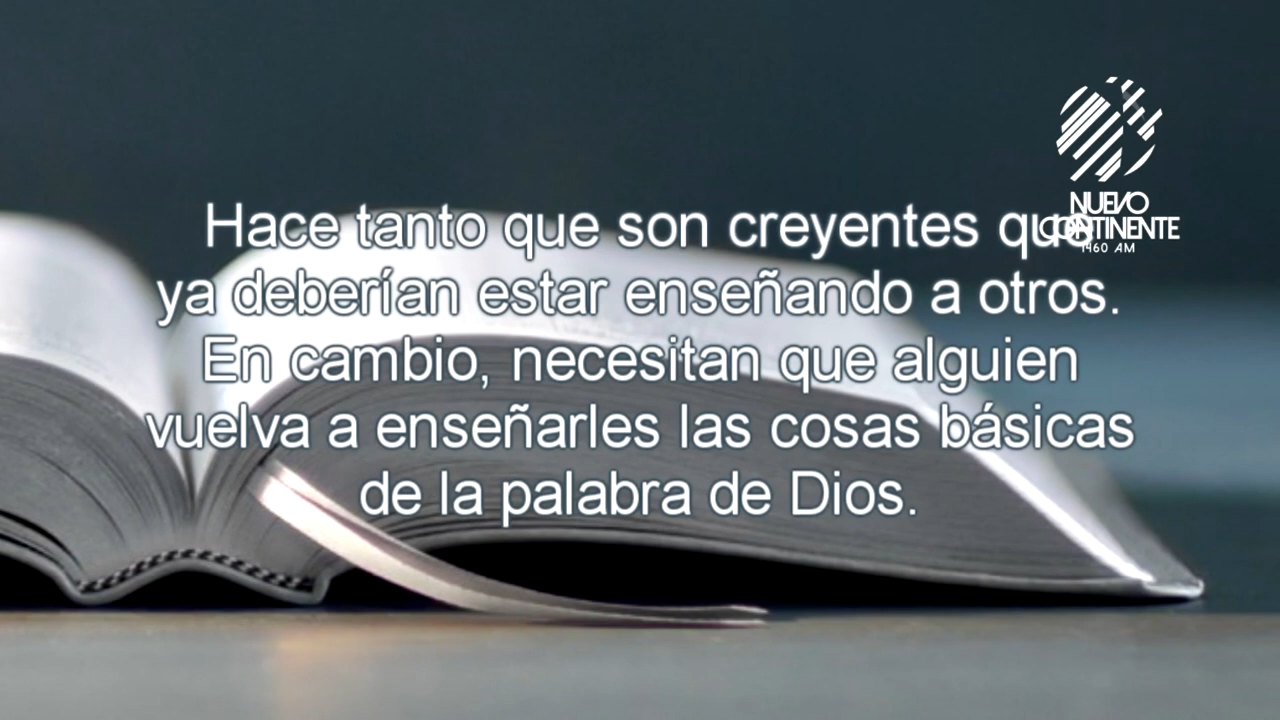 NUEVO
CONTINENTE
1460 AM
Hace tanto que son creyentes que
ya deberían estar enseñando a otros.
En cambio, necesitan que alguien
vuelva a enseñarles las cosas básicas
de la palabra de Dios.